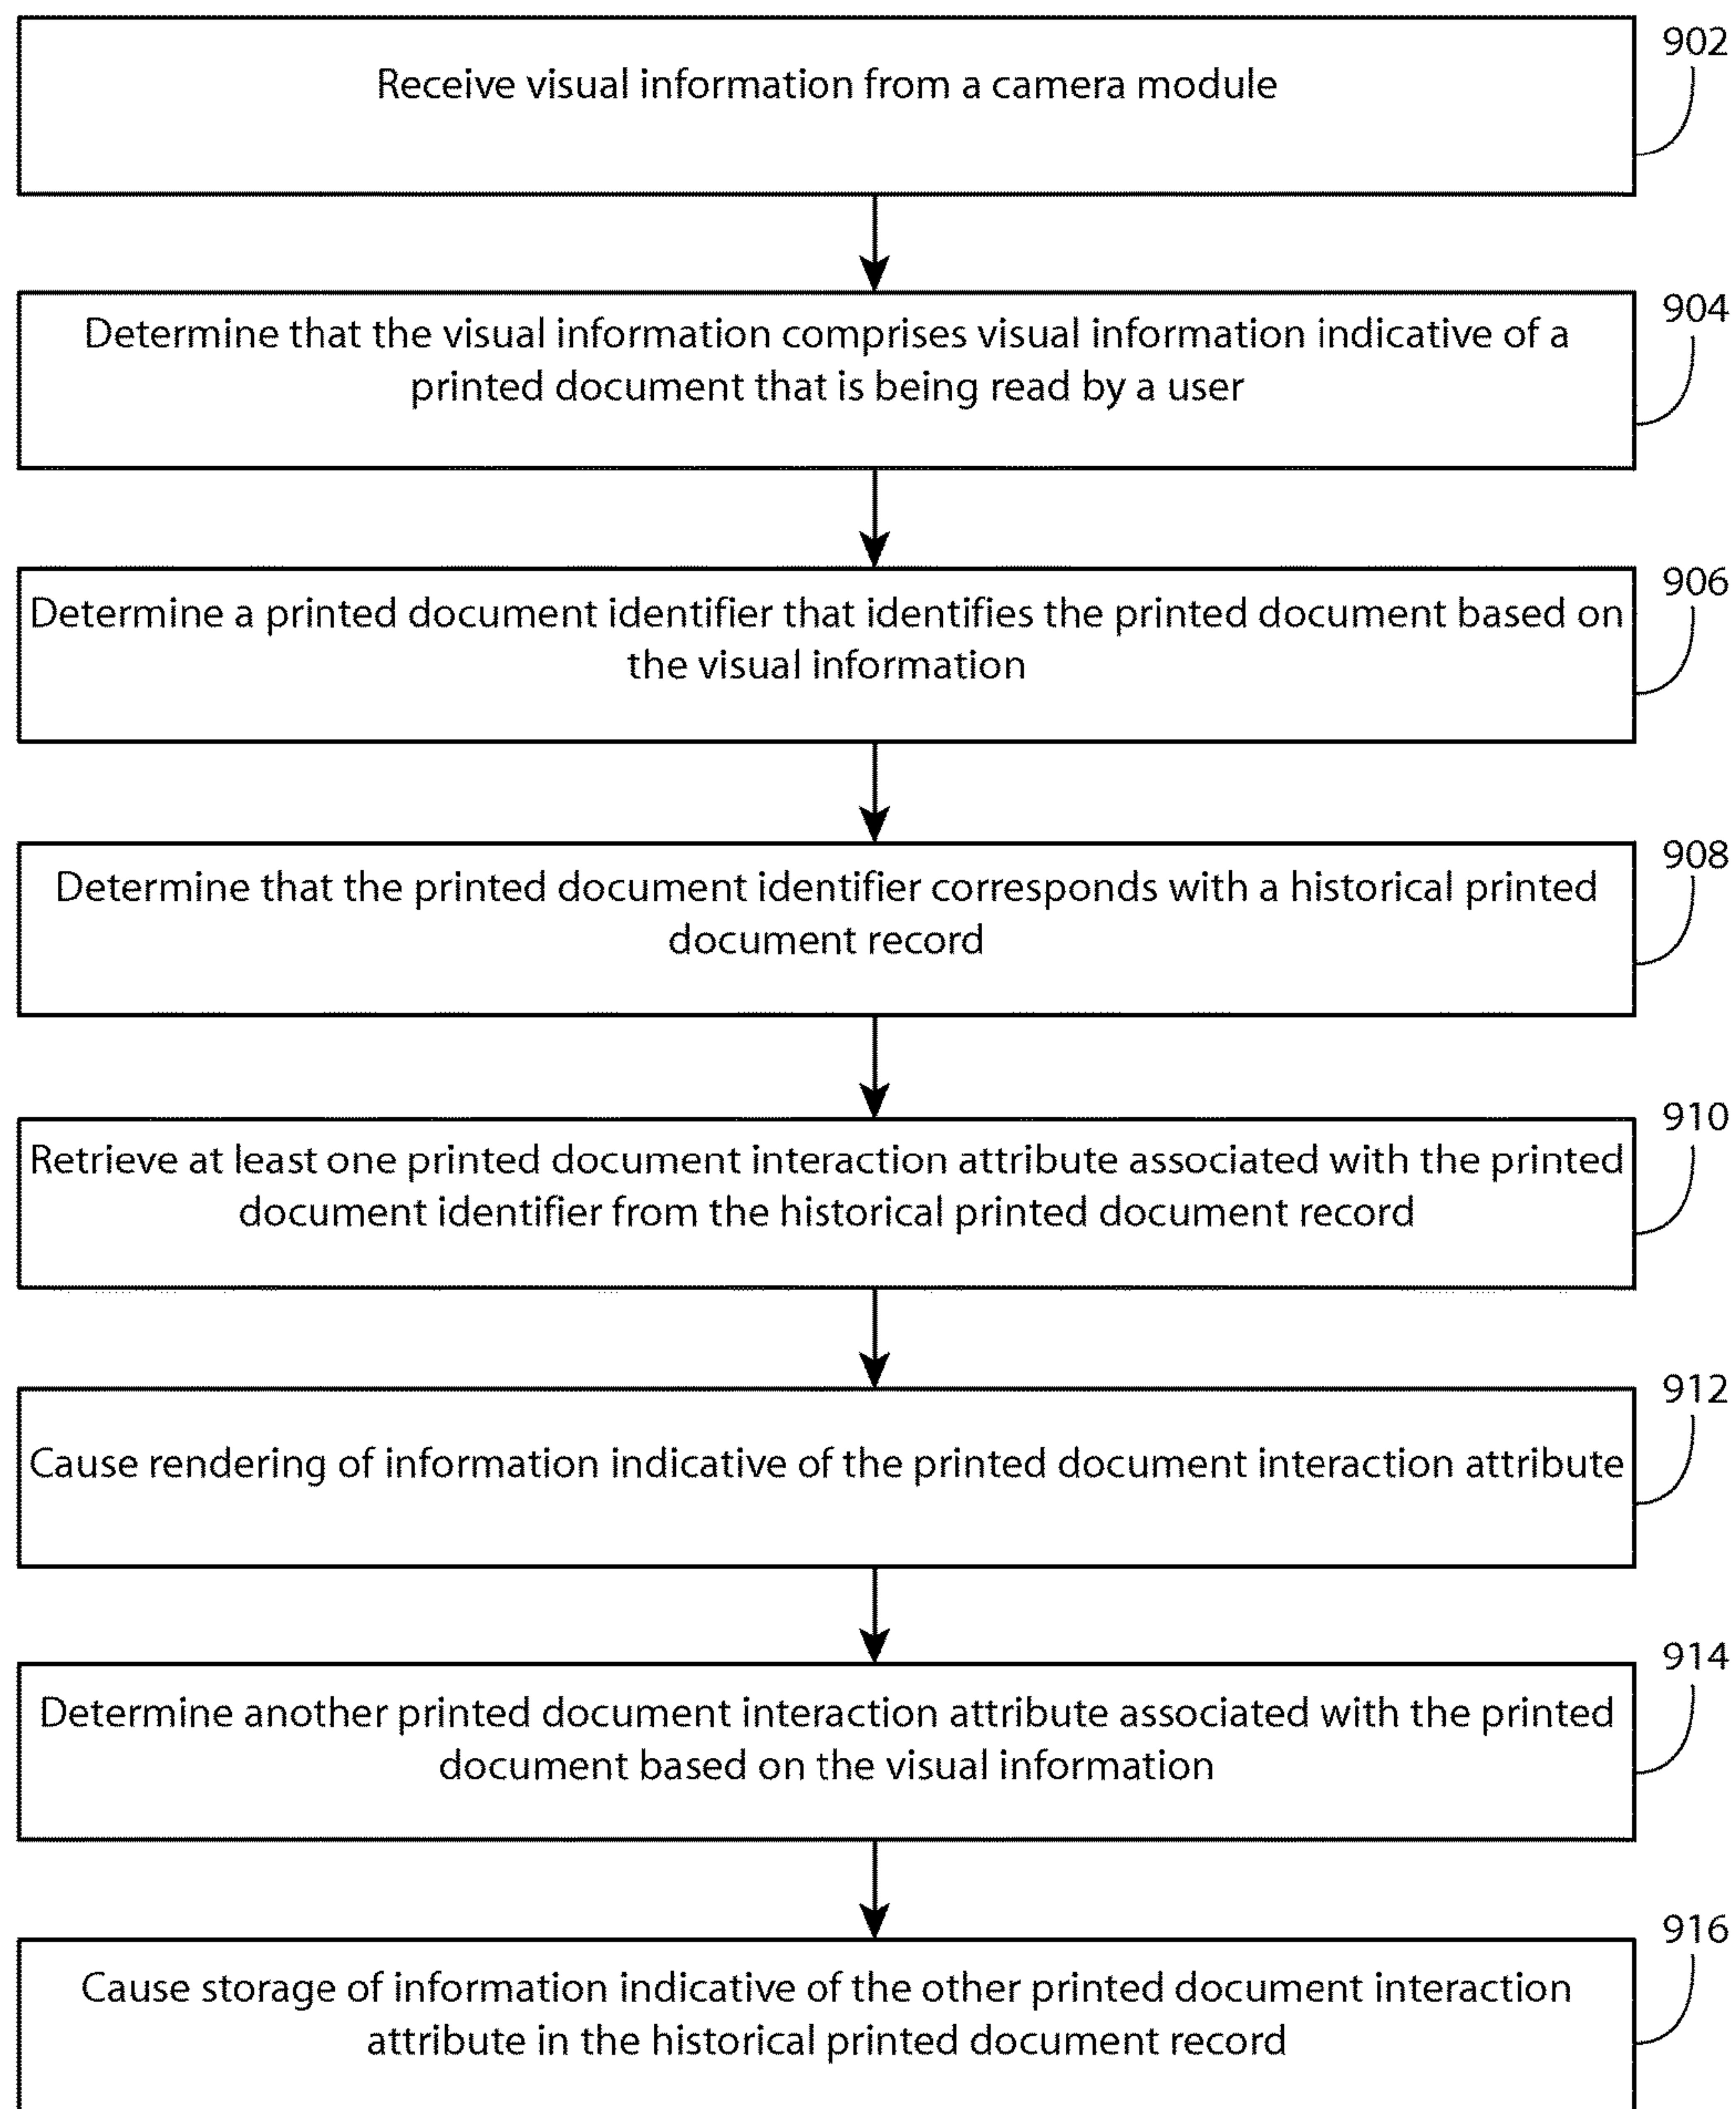 902
Receive visual information from a camera module
904
Determine that the visual information comprises visual information indicative of a
printed document that is being read by a user
906
Determine a printed document identifier that identifies the printed document based on
the visual information
908
Determine that the printed document identifier corresponds with a historical printed
document record
910
Retrieve at least one printed document interaction attribute associated with the printed
document identifier from the historical printed document record
912
Cause rendering of information indicative of the printed document interaction attribute
914
Determine another printed document interaction attribute associated with the printed
document based on the visual information
916
Cause storage of information indicative of the other printed document interaction
attribute in the historical printed document record